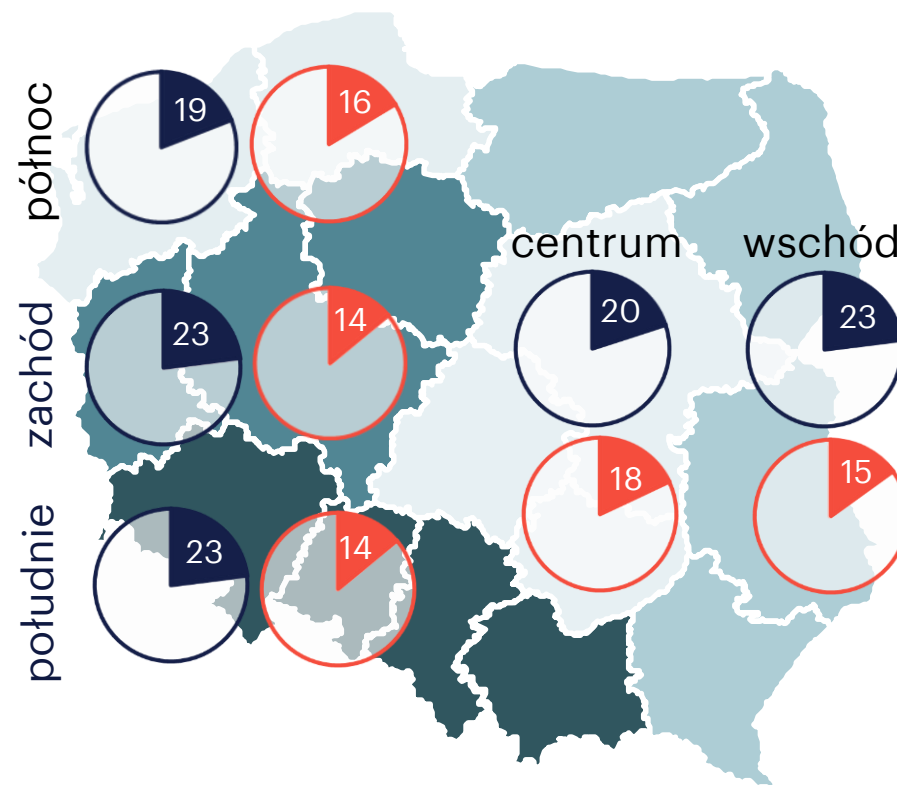 północ
19
16
centrum
wschód
zachód
23
14
20
23
18
15
południe
23
14